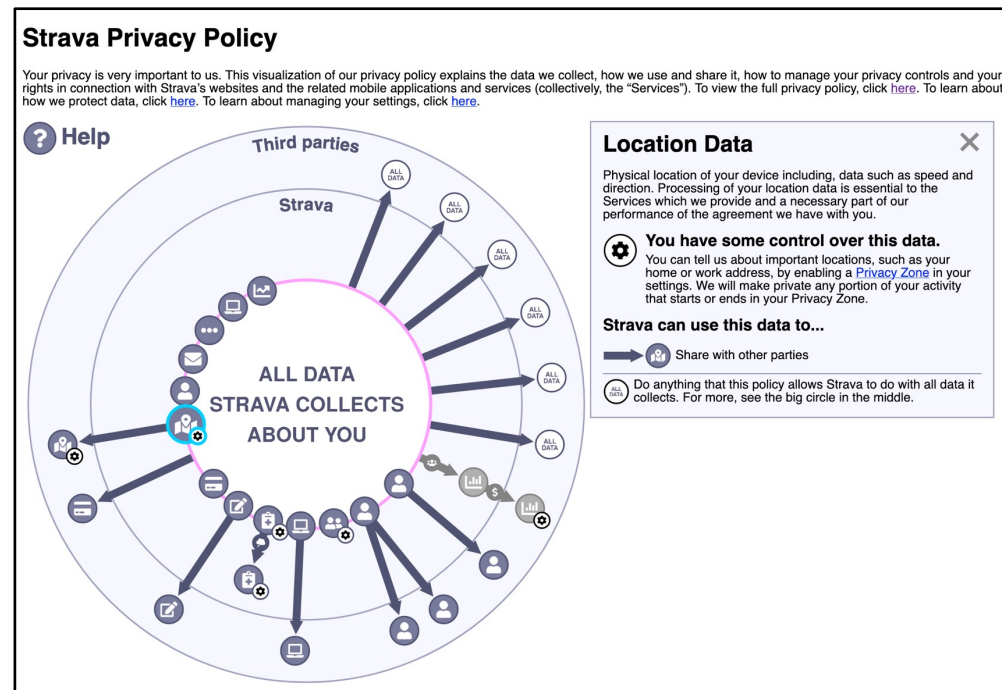 Strava Privacy Policy
Your privacy is very important to us. This visualization of our privacy policy explains the data we collect, how we use and share it, how to manage your privacy controls and your
rights in connection with Strava's websites and the related mobile applications and services (collectively, the “Services”). To view the full privacy policy, click here. To learn about
how we protect data, click here. To learn about managing your settings, click here.
? Help
Third parties
Strava
ALL DATA
ALL DATA
ALL DATA
ALL DATA
ALL DATA
ALL DATA
ALL DATA
STRAVA COLLECTS
ABOUT YOU
$
Location Data
Physical location of your device including, data such as speed and
direction. Processing of your location data is essential to the
Services which we provide and a necessary part of our
performance of the agreement we have with you.
You have some control over this data.
You can tell us about important locations, such as your
home or work address, by enabling a Privacy Zone in your
settings. We will make private any portion of your activity
that starts or ends in your Privacy Zone.
Strava can use this data to...
Share with other parties
ALL DATA
Do anything that this policy allows Strava to do with all data it
collects. For more, see the big circle in the middle.